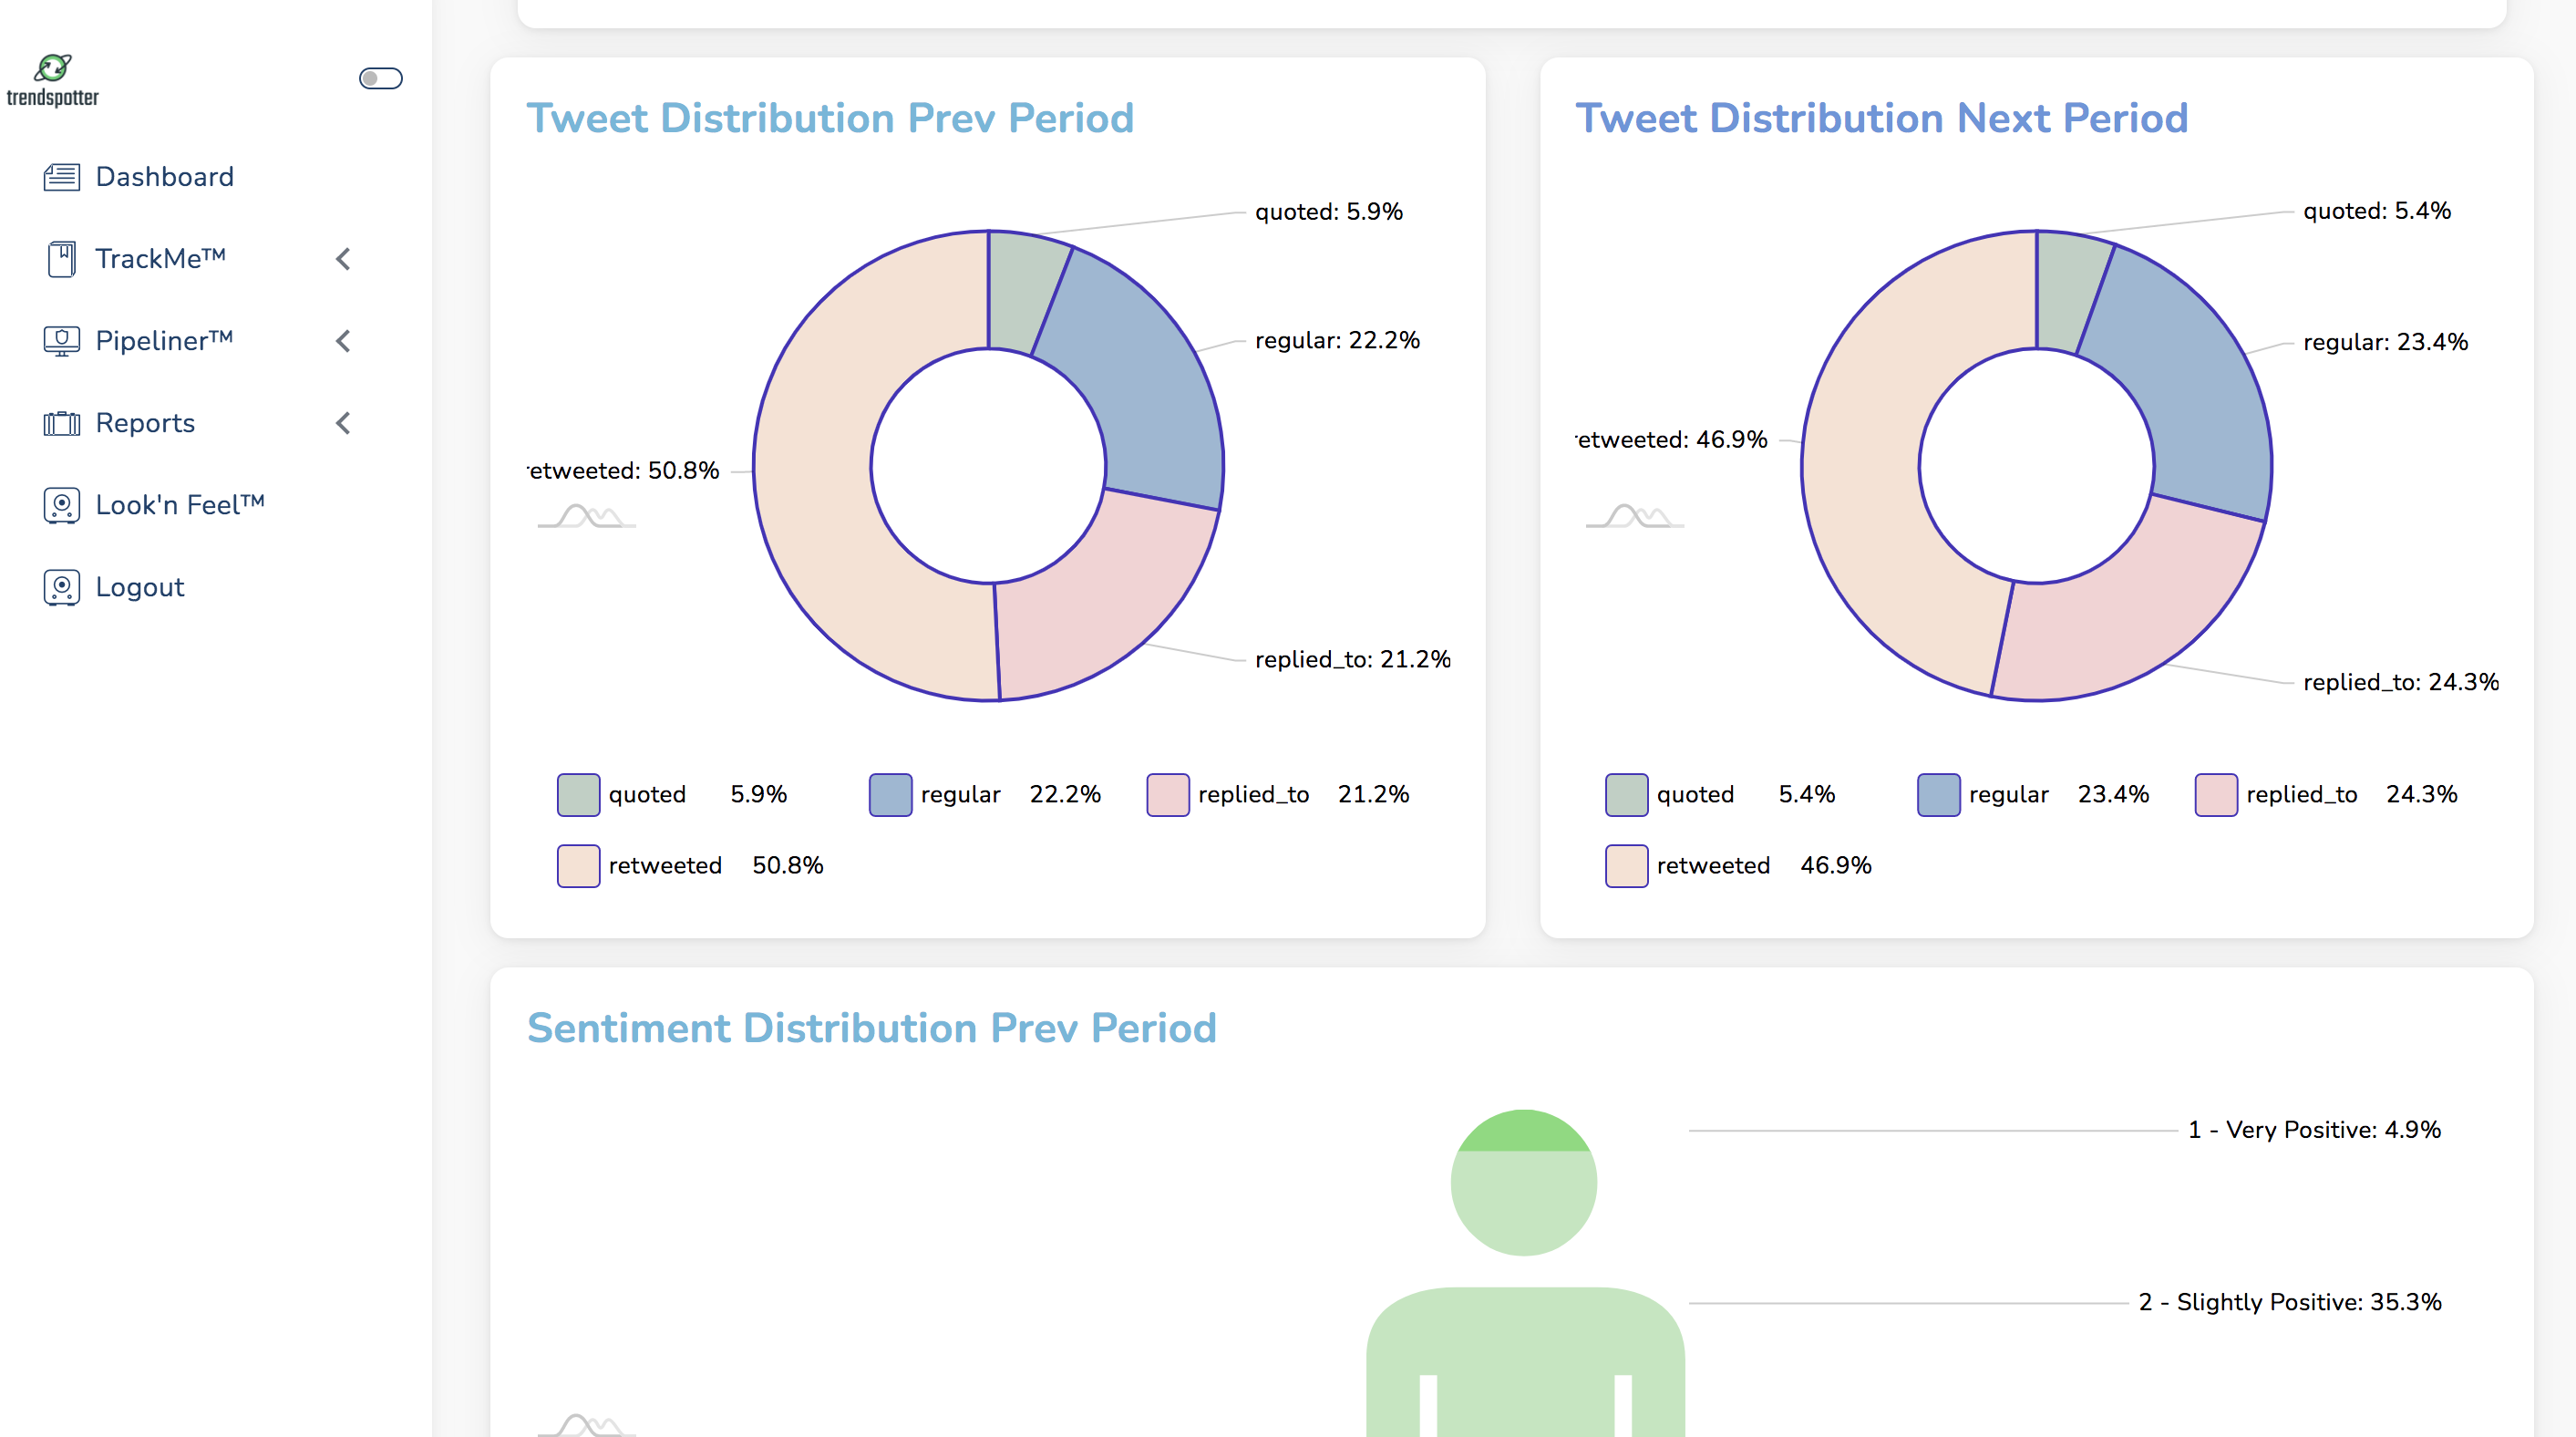 trendspotter
Dashboard
TrackMe™
Pipeliner™
Reports
Look'n Feel™
Logout
Tweet Distribution Prev Period
quoted: 5.9%
regular: 22.2%
retweeted: 50.8%
replied_to: 21.2%
quoted 5.9% regular 22.2% replied_to 21.2%
retweeted 50.8%
Tweet Distribution Next Period
quoted: 5.4%
regular: 23.4%
retweeted: 46.9%
replied_to: 24.3%
quoted 5.4% regular 23.4% replied_to 24.3%
retweeted 46.9%
Sentiment Distribution Prev Period
1 - Very Positive: 4.9%
2 - Slightly Positive: 35.3%